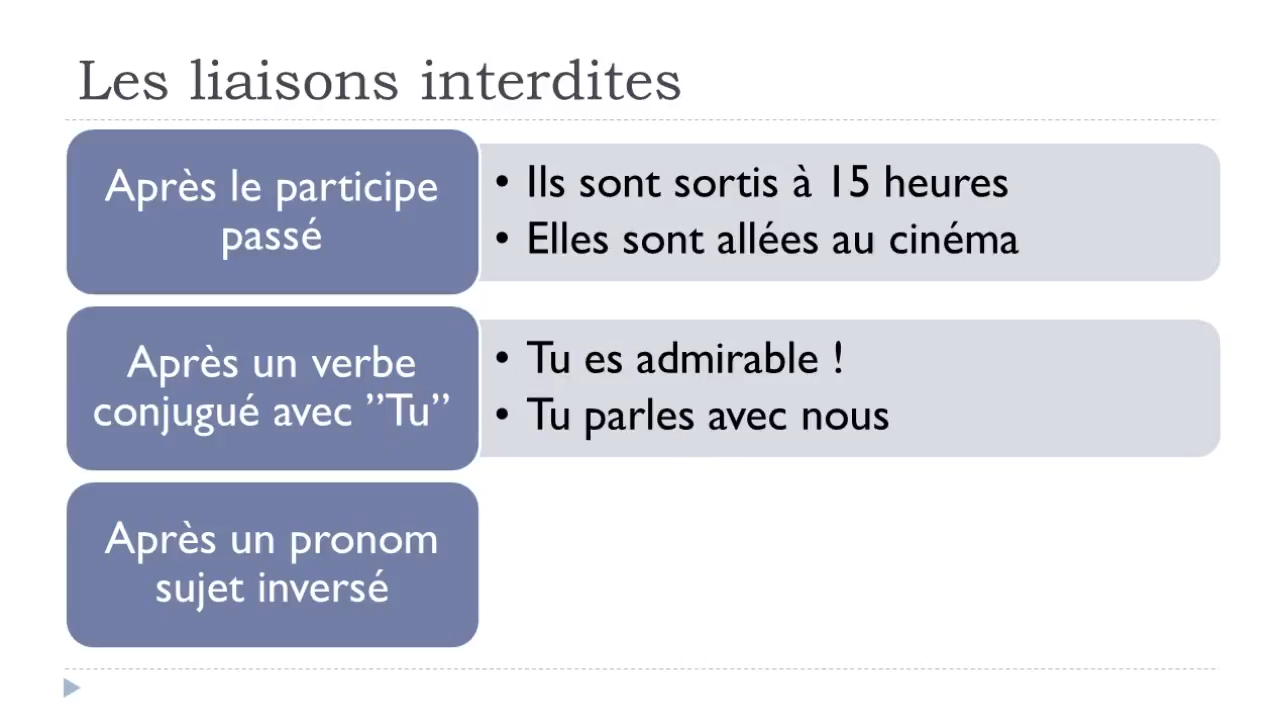 Les liaisons interdites
Après le participe
passé
• Ils sont sortis à 15 heures
• Elles sont allées au cinéma
Après un verbe
conjugué avec ”Tu”
• Tu es admirable !
• Tu parles avec nous
Après un pronom
sujet inversé